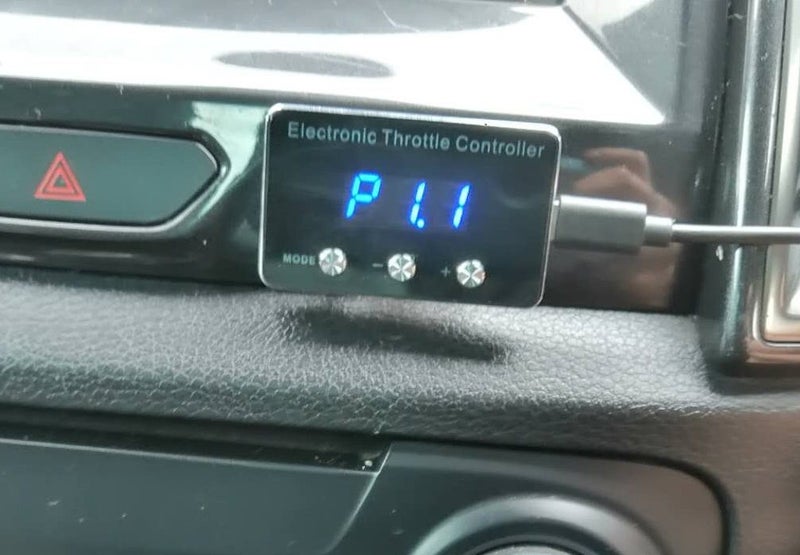 Electronic Throttle Controller
P1.1
MODE - +